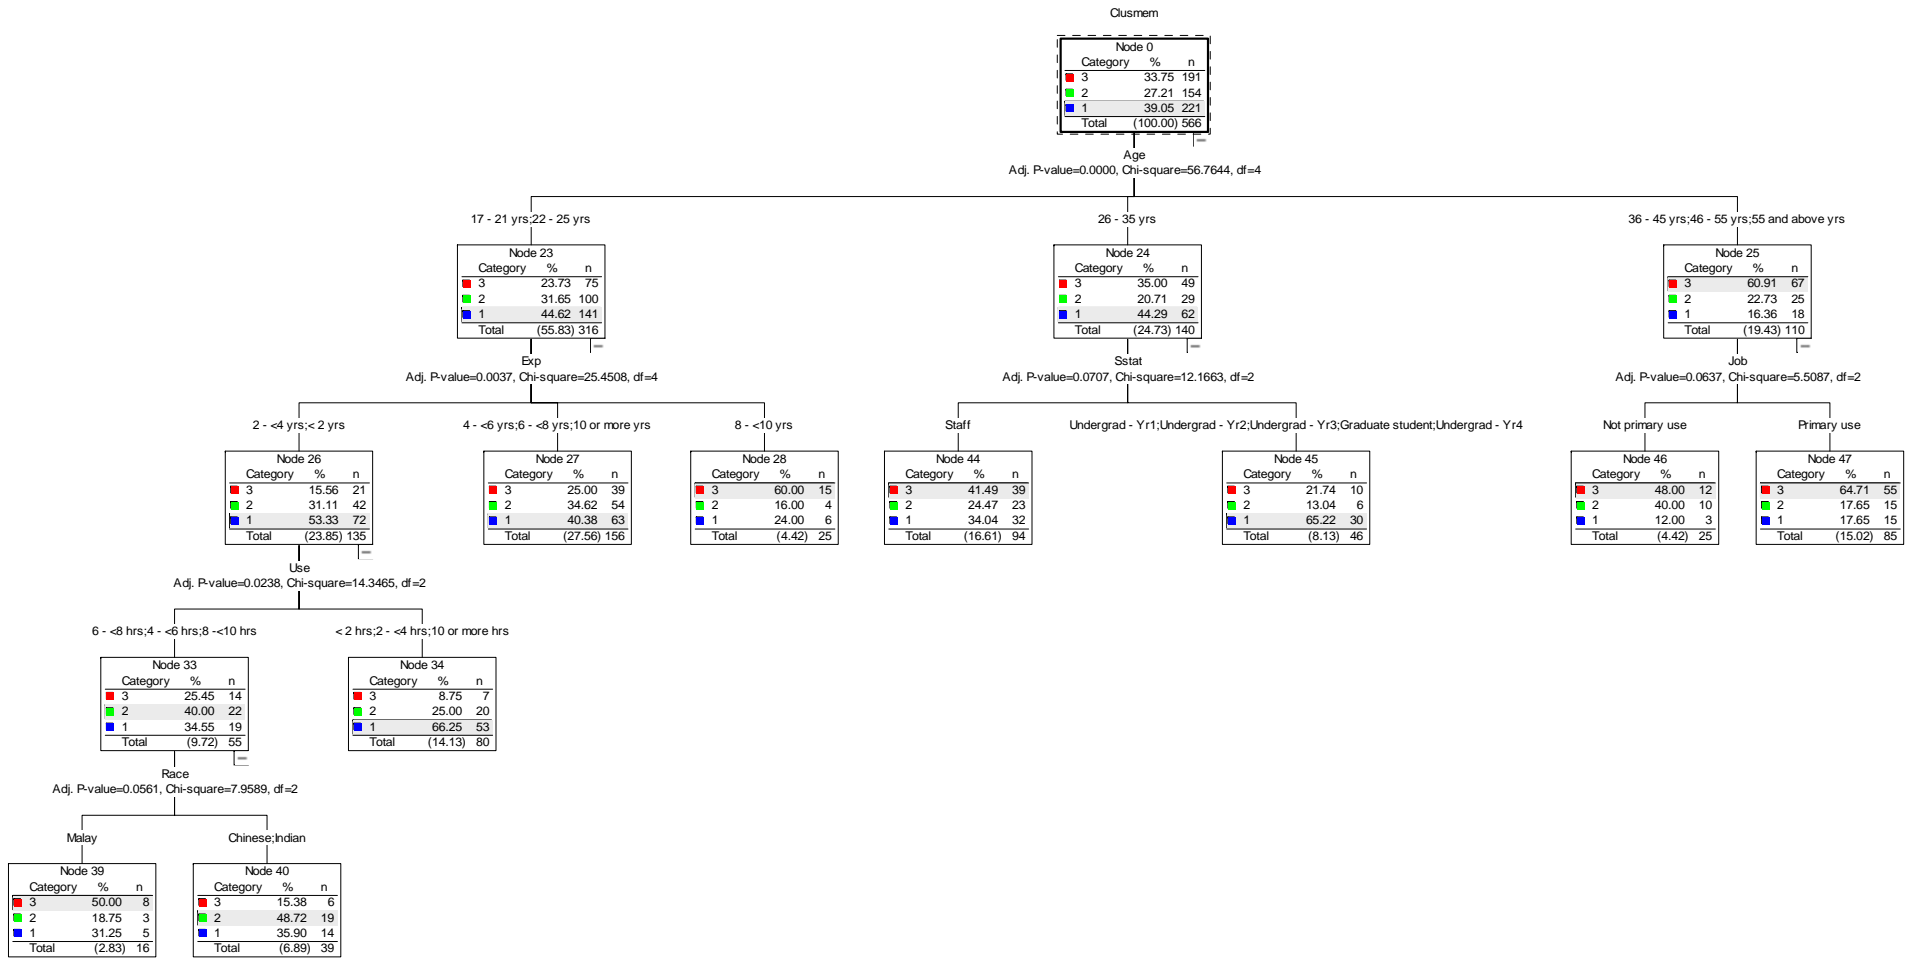 Clusmem
Node 0
Category % n
3 33.75 191
2 27.21 154
1 39.05 221
Total (100.00) 566
Age
Adj. P-value=0.0000, Chi-square=56.7644, df=4
17 - 21 yrs;22 - 25 yrs
26 - 35 yrs
36 - 45 yrs;46 - 55 yrs;55 and above yrs
Node 23
Category % n
3 23.73 75
2 31.65 100
1 44.62 141
Total (55.83) 316
Node 24
Category % n
3 35.00 49
2 20.71 29
1 44.29 62
Total (24.73) 140
Node 25
Category % n
3 60.91 67
2 22.73 25
1 16.36 18
Total (19.43) 110
Exp
Adj. P-value=0.0037, Chi-square=25.4508, df=4
Sstat
Adj. P-value=0.0707, Chi-square=12.1663, df=2
Job
Adj. P-value=0.0637, Chi-square=5.5087, df=2
2 - <4 yrs;< 2 yrs
4 - <6 yrs;6 - <8 yrs;10 or more yrs
8 - <10 yrs
Staff
Undergrad - Yr1;Undergrad - Yr2;Undergrad - Yr3;Graduate student;Undergrad - Yr4
Not primary use
Primary use
Node 26
Category % n
3 15.56 21
2 31.11 42
1 53.33 72
Total (23.85) 135
Node 27
Category % n
3 25.00 39
2 34.62 54
1 40.38 63
Total (27.56) 156
Node 28
Category % n
3 60.00 15
2 16.00 4
1 24.00 6
Total (4.42) 25
Node 44
Category % n
3 41.49 39
2 24.47 23
1 34.04 32
Total (16.61) 94
Node 45
Category % n
3 21.74 10
2 13.04 6
1 65.22 30
Total (8.13) 46
Node 46
Category % n
3 48.00 12
2 40.00 10
1 12.00 3
Total (4.42) 25
Node 47
Category % n
3 64.71 55
2 17.65 15
1 17.65 15
Total (15.02) 85
Use
Adj. P-value=0.0238, Chi-square=14.3465, df=2
6 - <8 hrs;4 - <6 hrs;8 -<10 hrs
< 2 hrs;2 - <4 hrs;10 or more hrs
Node 33
Category % n
3 25.45 14
2 40.00 22
1 34.55 19
Total (9.72) 55
Node 34
Category % n
3 8.75 7
2 25.00 20
1 66.25 53
Total (14.13) 80
Race
Adj. P-value=0.0561, Chi-square=7.9589, df=2
Malay
Chinese;Indian
Node 39
Category % n
3 50.00 8
2 18.75 3
1 31.25 5
Total (2.83) 16
Node 40
Category % n
3 15.38 6
2 48.72 19
1 35.90 14
Total (6.89) 39